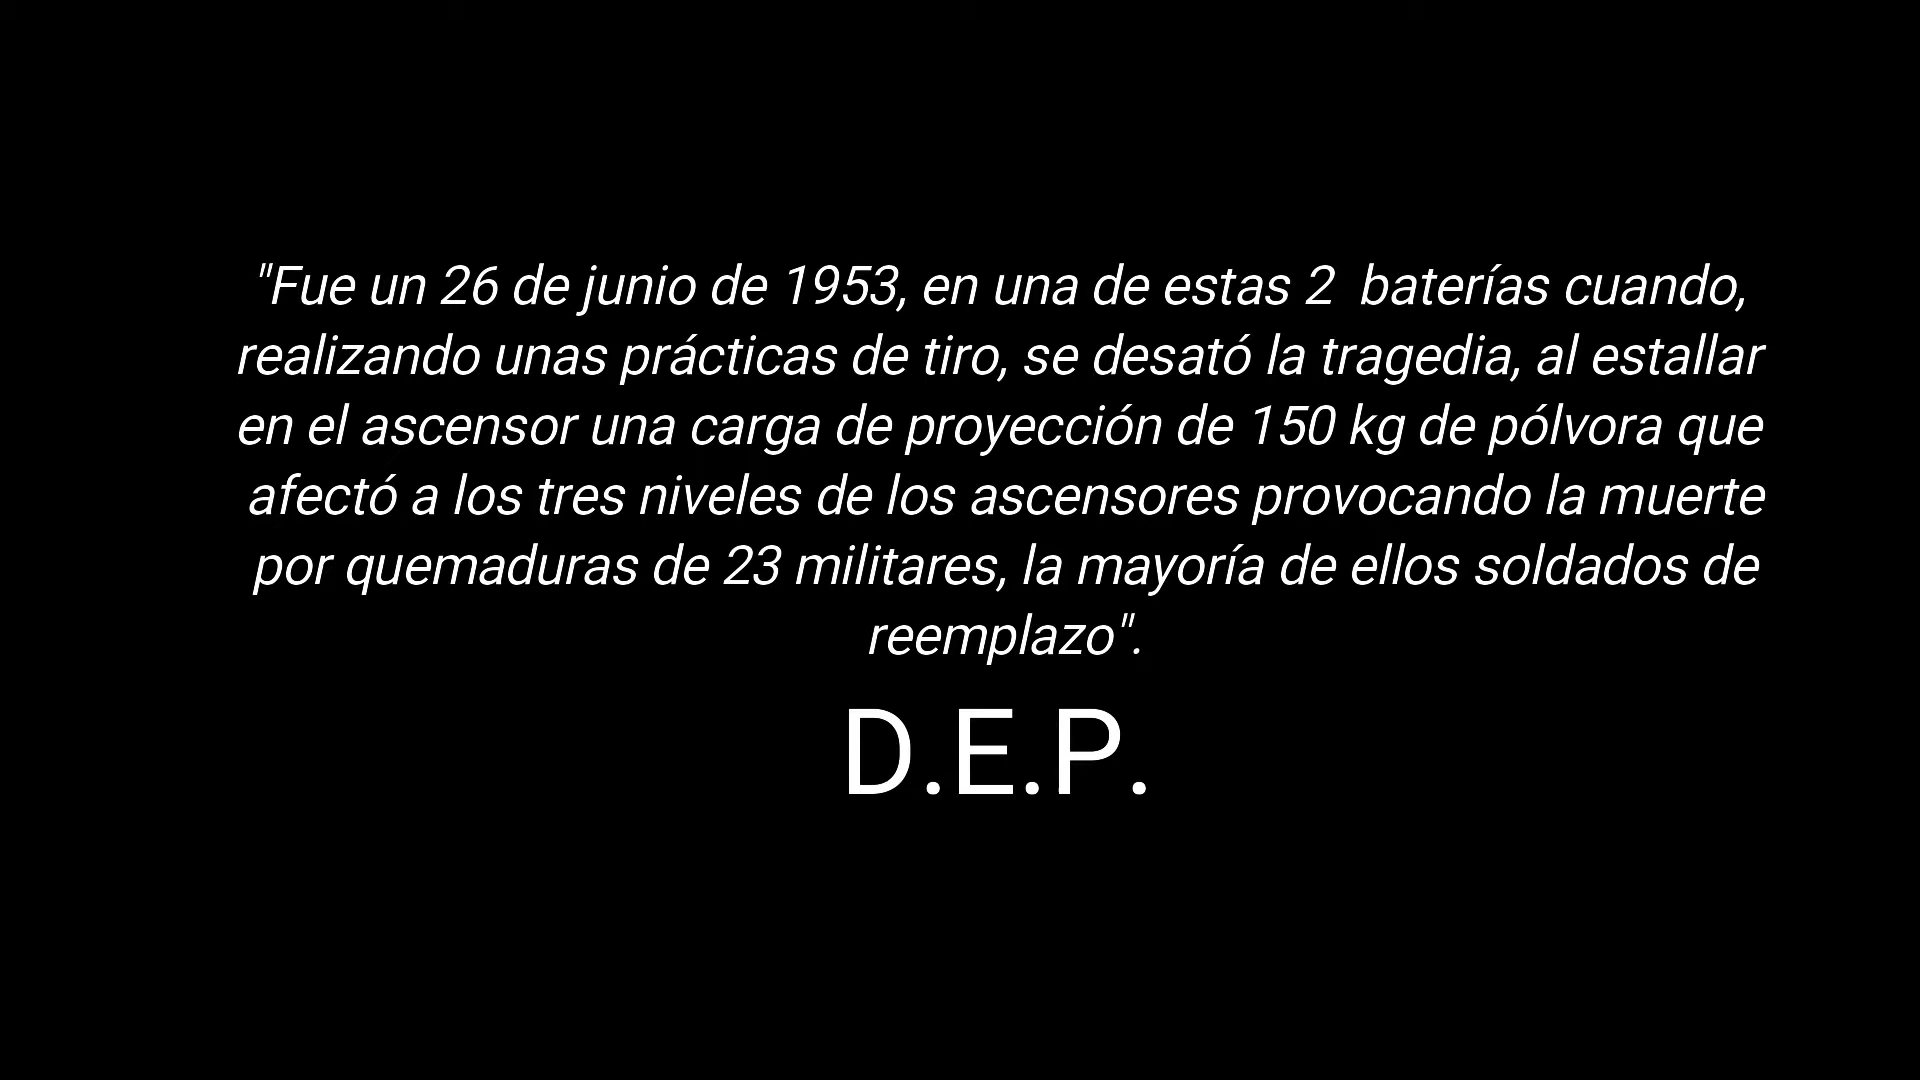 "Fue un 26 de junio de 1953, en una de estas 2  baterías cuando,
realizando unas prácticas de tiro, se desató la tragedia, al estallar
en el ascensor una carga de proyección de 150 kg de pólvora que
afectó a los tres niveles de los ascensores provocando la muerte
por quemaduras de 23 militares, la mayoría de ellos soldados de
reemplazo".
D.E.P.